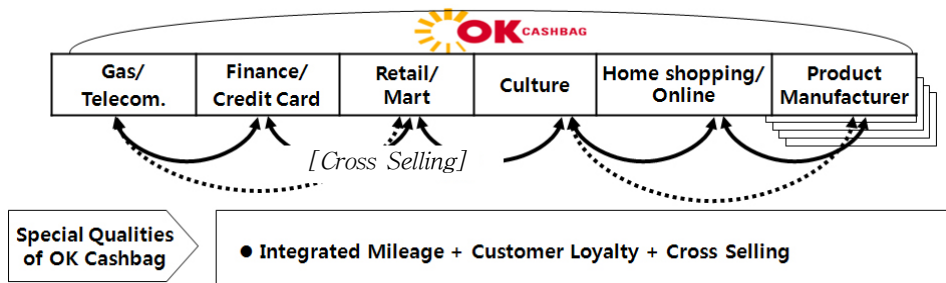 OK CASHBAG
Gas/
Telecom.
Finance/
Credit Card
Retail/
Mart
Culture
Home shopping/
Online
Product
Manufacturer
[Cross Selling]
Special Qualities
of OK Cashbag
● Integrated Mileage + Customer Loyalty + Cross Selling